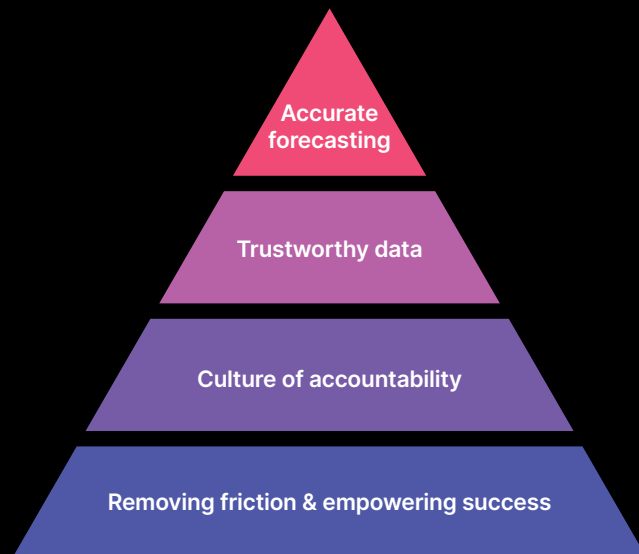 Accurate
forecasting
Trustworthy data
Culture of accountability
Removing friction & empowering success